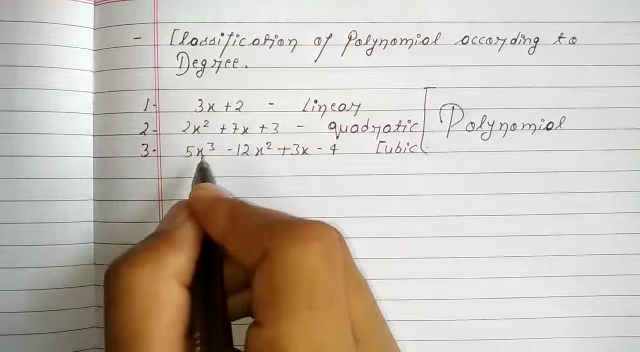 - Classification of Polynomial according to
Degree.
1- 3x + 2 - Linear
2- 2x² + 7x + 3 - quadratic
3- 5x³ - 12x² + 3x - 4 Cubic
Polynomial